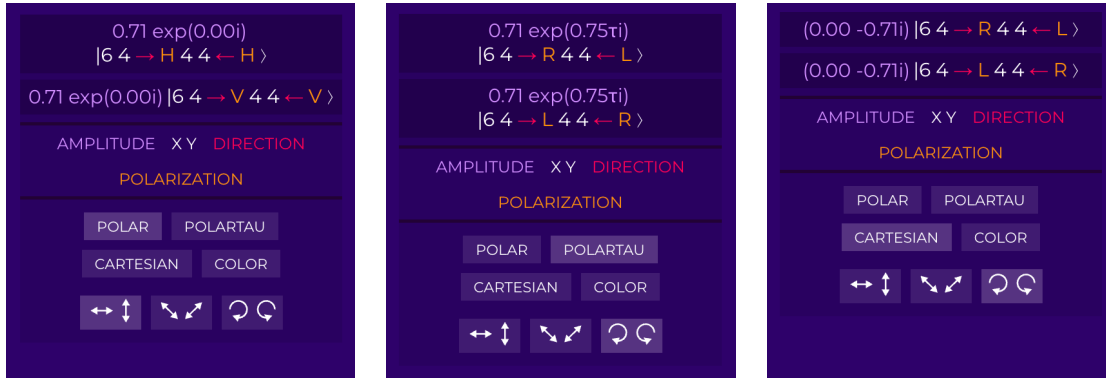 0.71 exp(0.00i)
|6 4 → H 4 4 ← H ⟩
0.71 exp(0.00i) |6 4 → V 4 4 ← V ⟩
AMPLITUDE X Y DIRECTION
POLARIZATION
POLAR POLARTAU
CARTESIAN COLOR
0.71 exp(0.75τi)
|6 4 → R 4 4 ← L ⟩
0.71 exp(0.75τi)
|6 4 → L 4 4 ← R ⟩
AMPLITUDE X Y DIRECTION
POLARIZATION
POLAR POLARTAU
CARTESIAN COLOR
(0.00 -0.71i) |6 4 → R 4 4 ← L ⟩
(0.00 -0.71i) |6 4 → L 4 4 ← R ⟩
AMPLITUDE X Y DIRECTION
POLARIZATION
POLAR POLARTAU
CARTESIAN COLOR